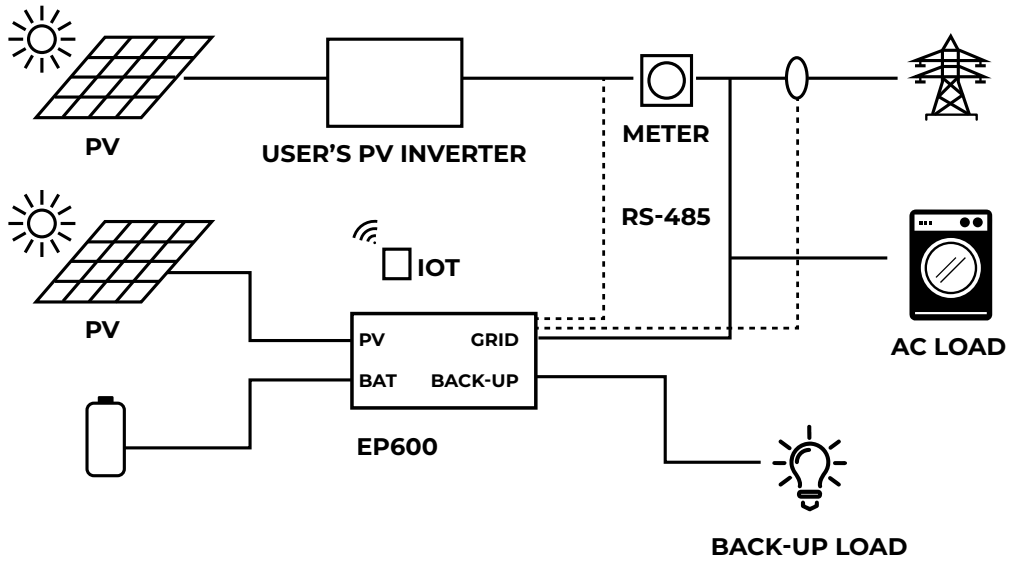 PV
USER’S PV INVERTER
METER
RS-485
IOT
PV
PV
GRID
BAT
BACK-UP
EP600
AC LOAD
BACK-UP LOAD